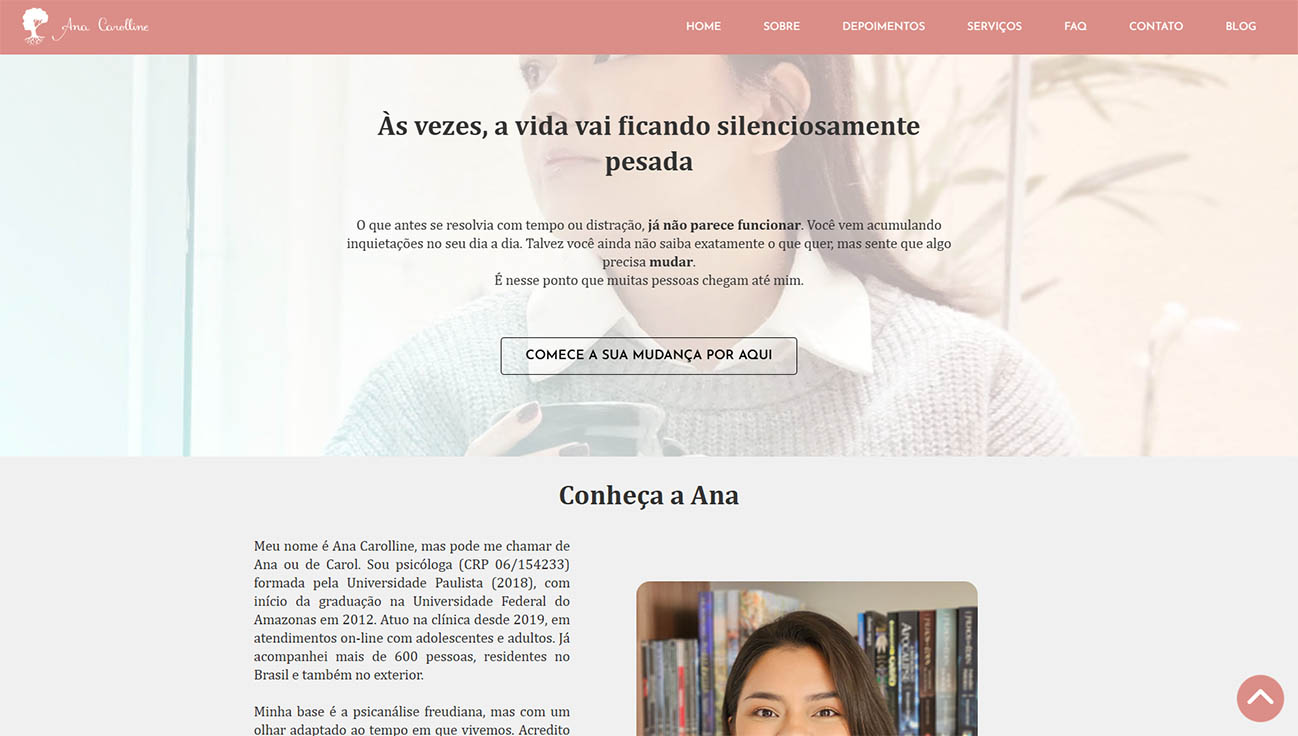 Ana Carolline
HOME SOBRE DEPOIMENTOS SERVIÇOS FAQ CONTATO BLOG
Às vezes, a vida vai ficando silenciosamente
pesada
O que antes se resolvia com tempo ou distração, já não parece funcionar. Você vem acumulando
inquietações no seu dia a dia. Talvez você ainda não saiba exatamente o que quer, mas sente que algo
precisa mudar.
É nesse ponto que muitas pessoas chegam até mim.
COMECE A SUA MUDANÇA POR AQUI
Conheça a Ana
Meu nome é Ana Carolline, mas pode me chamar de
Ana ou de Carol. Sou psicóloga (CRP 06/154233)
formada pela Universidade Paulista (2018), com
início da graduação na Universidade Federal do
Amazonas em 2012. Atuo na clínica desde 2019, em
atendimentos on-line com adolescentes e adultos. Já
acompanhei mais de 600 pessoas, residentes no
Brasil e também no exterior.
Minha base é a psicanálise freudiana, mas com um
olhar adaptado ao tempo em que vivemos. Acredito